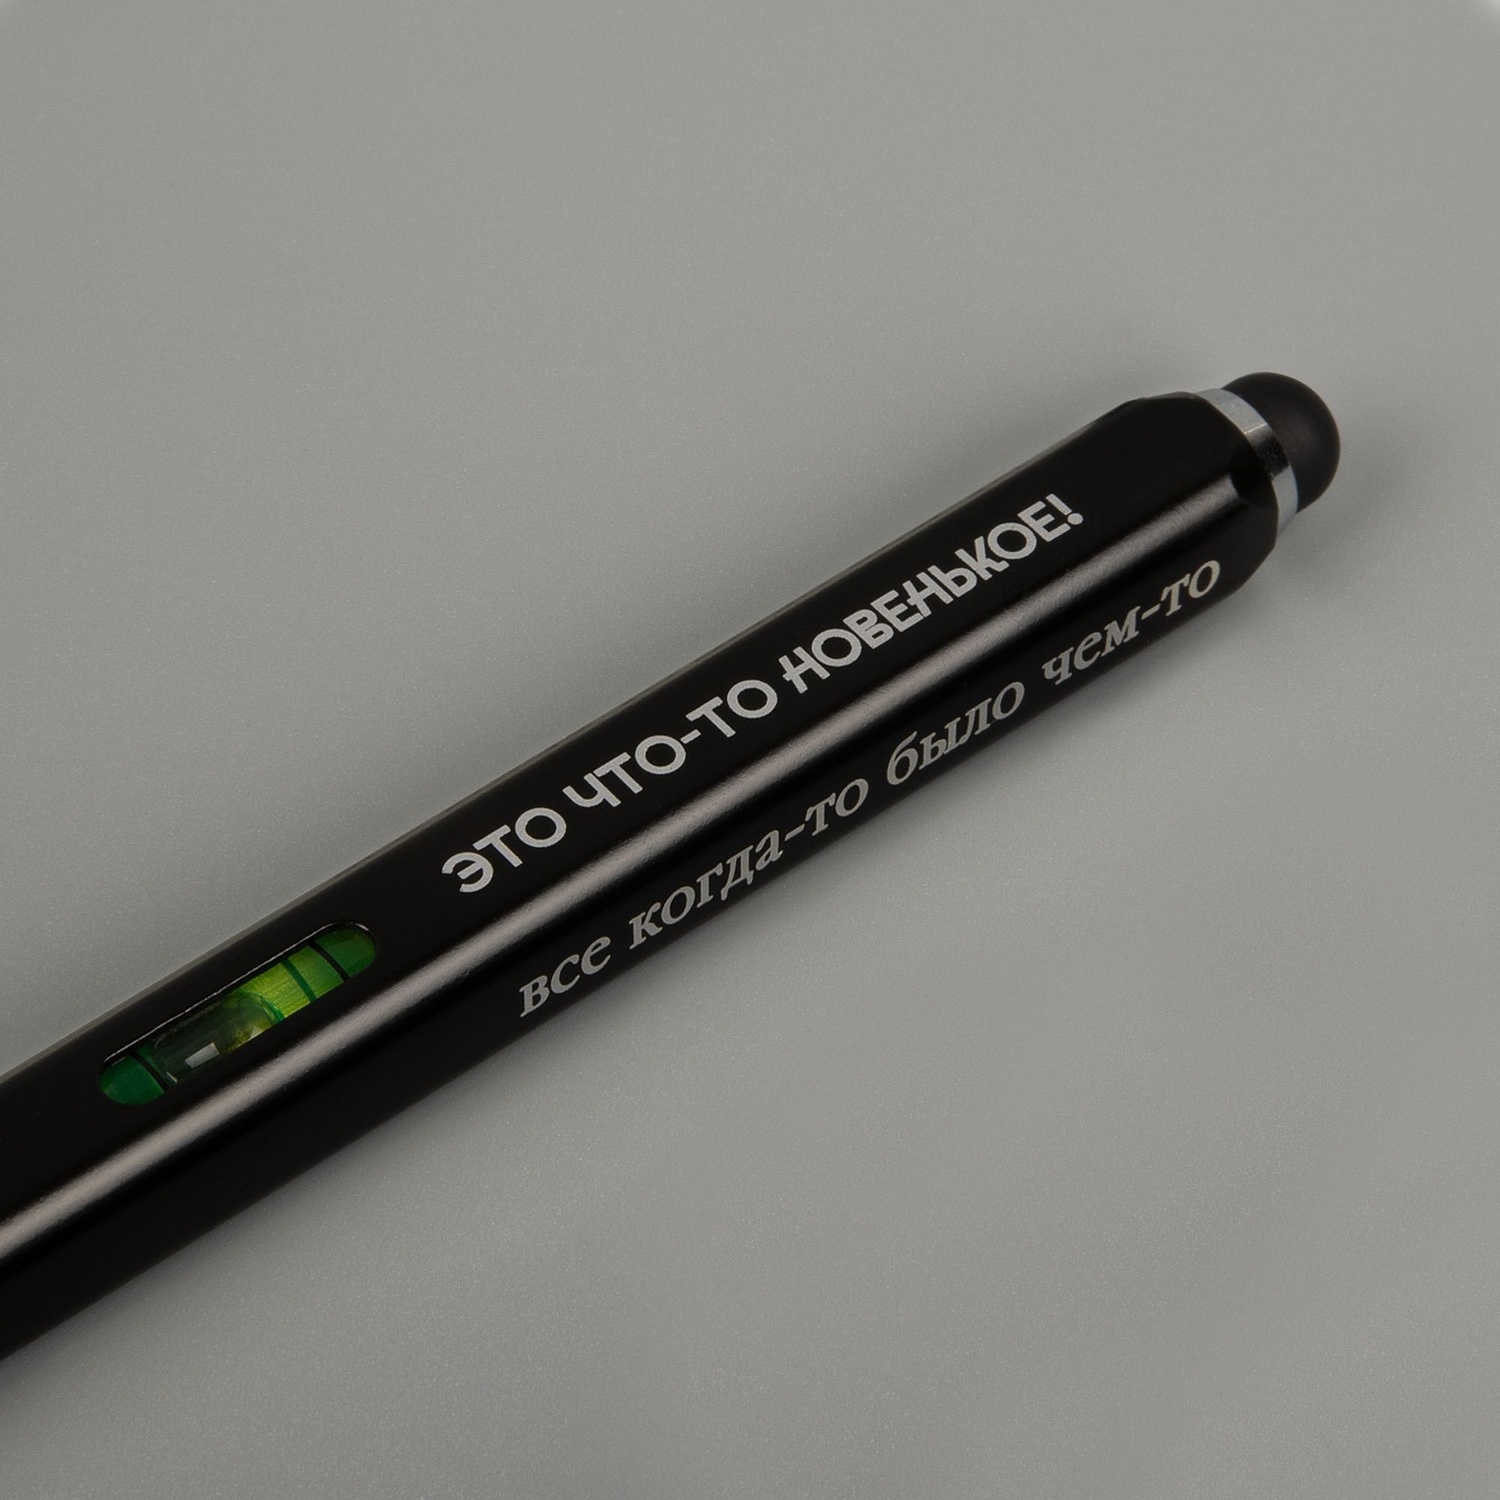 ЭТО ЧТО-ТО НОВЕНЬКОЕ!
все когда-то было чем-то